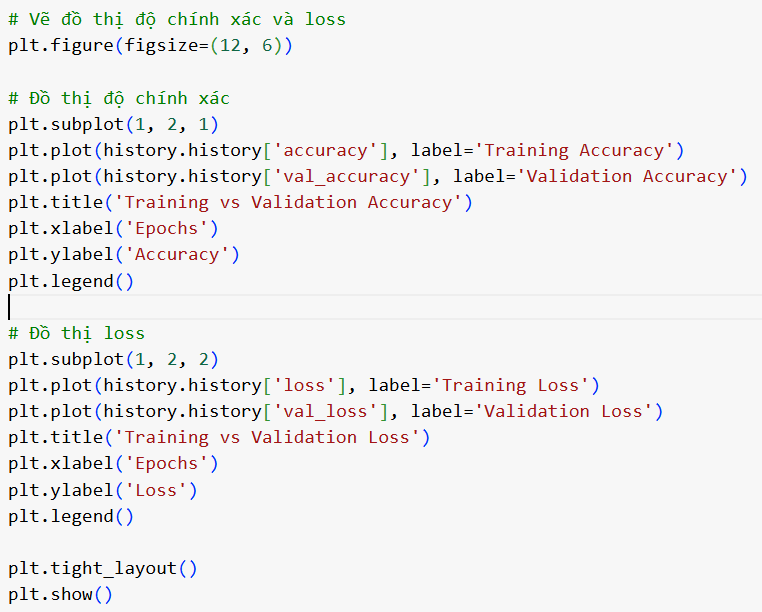 # Vẽ đồ thị độ chính xác và loss
plt.figure(figsize=(12, 6))
# Đồ thị độ chính xác
plt.subplot(1, 2, 1)
plt.plot(history.history['accuracy'], label='Training Accuracy')
plt.plot(history.history['val_accuracy'], label='Validation Accuracy')
plt.title('Training vs Validation Accuracy')
plt.xlabel('Epochs')
plt.ylabel('Accuracy')
plt.legend()
# Đồ thị loss
plt.subplot(1, 2, 2)
plt.plot(history.history['loss'], label='Training Loss')
plt.plot(history.history['val_loss'], label='Validation Loss')
plt.title('Training vs Validation Loss')
plt.xlabel('Epochs')
plt.ylabel('Loss')
plt.legend()
plt.tight_layout()
plt.show()